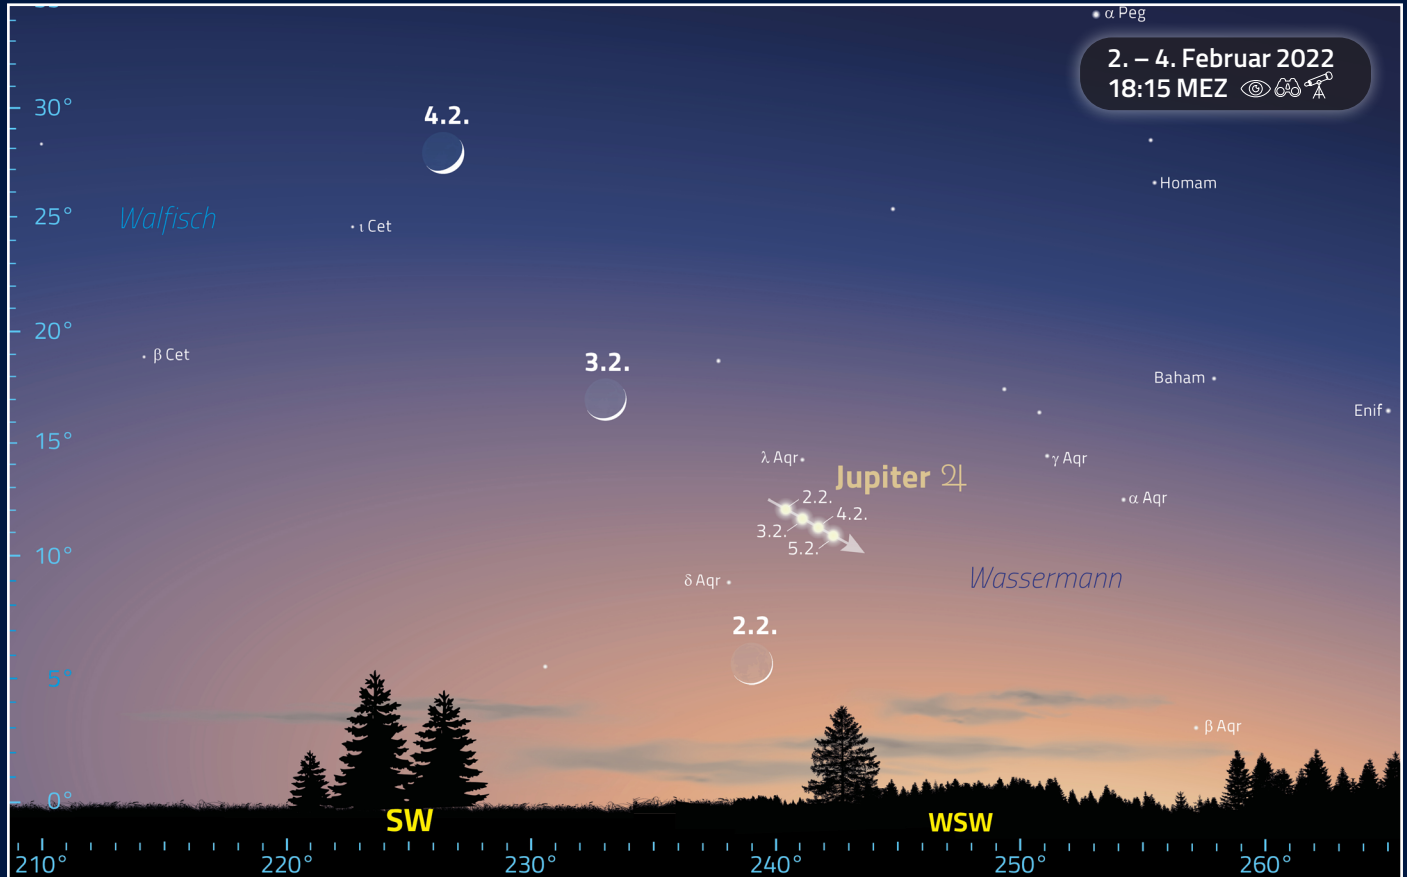 35°
α Peg
2. – 4. Februar 2022
18:15 MEZ
30°
4.2.
Homam
25°
Walfisch
ι Cet
20°
β Cet
3.2.
Baham
Enif
15°
λ Aqr
γ Aqr
Jupiter ♃
2.2.
α Aqr
4.2.
3.2.
5.2.
10°
δ Aqr
Wassermann
2.2.
5°
β Aqr
0°
SW
WSW
210°
220°
230°
240°
250°
260°